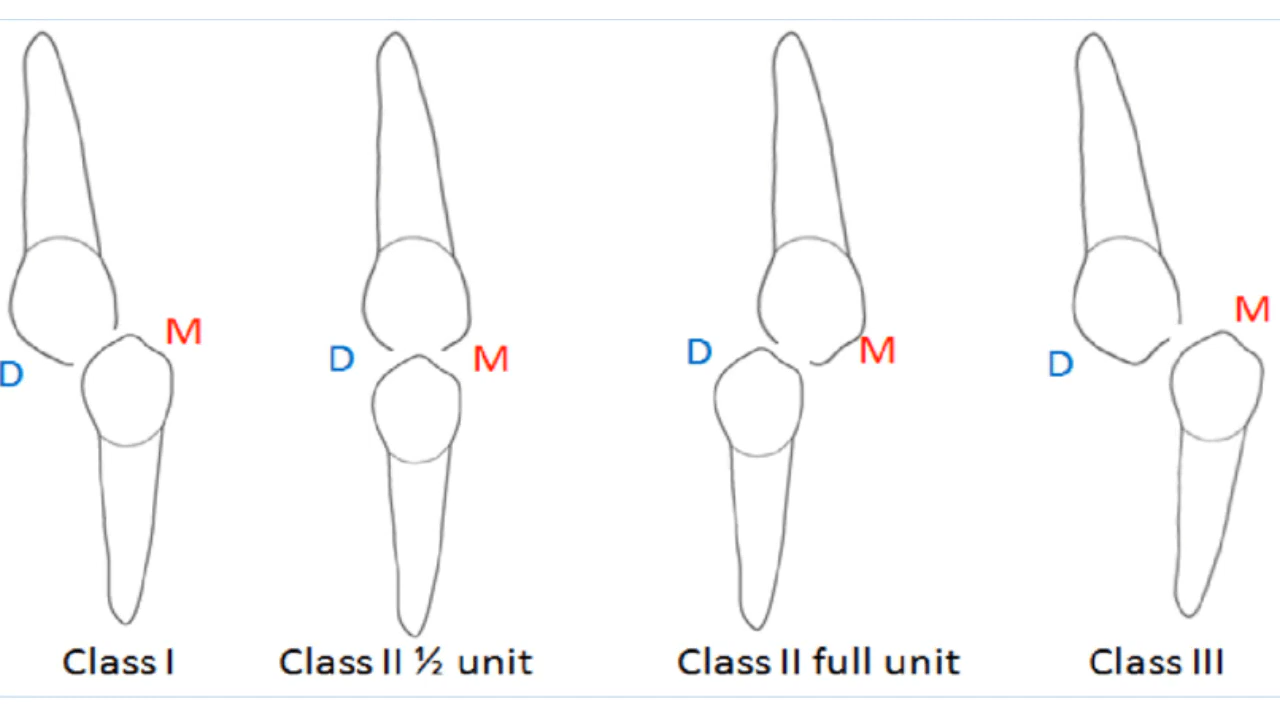 D
M
D
M
D
M
D
M
Class I
Class II ½ unit
Class II full unit
Class III